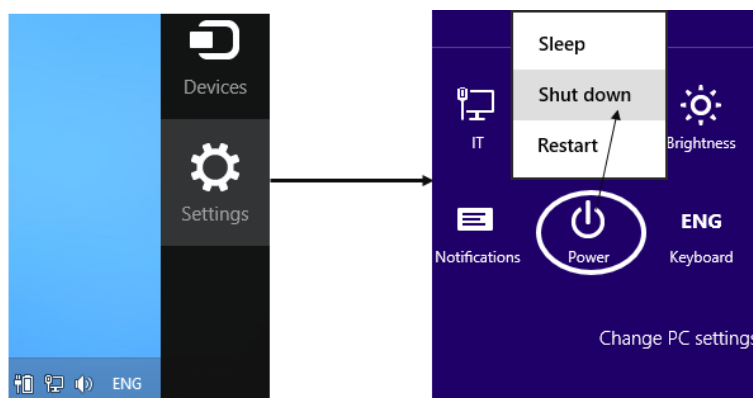 Devices
Settings
ENG
Sleep
Shut down
Restart
IT
Brightness
Notifications
Power
ENG
Keyboard
Change PC settings